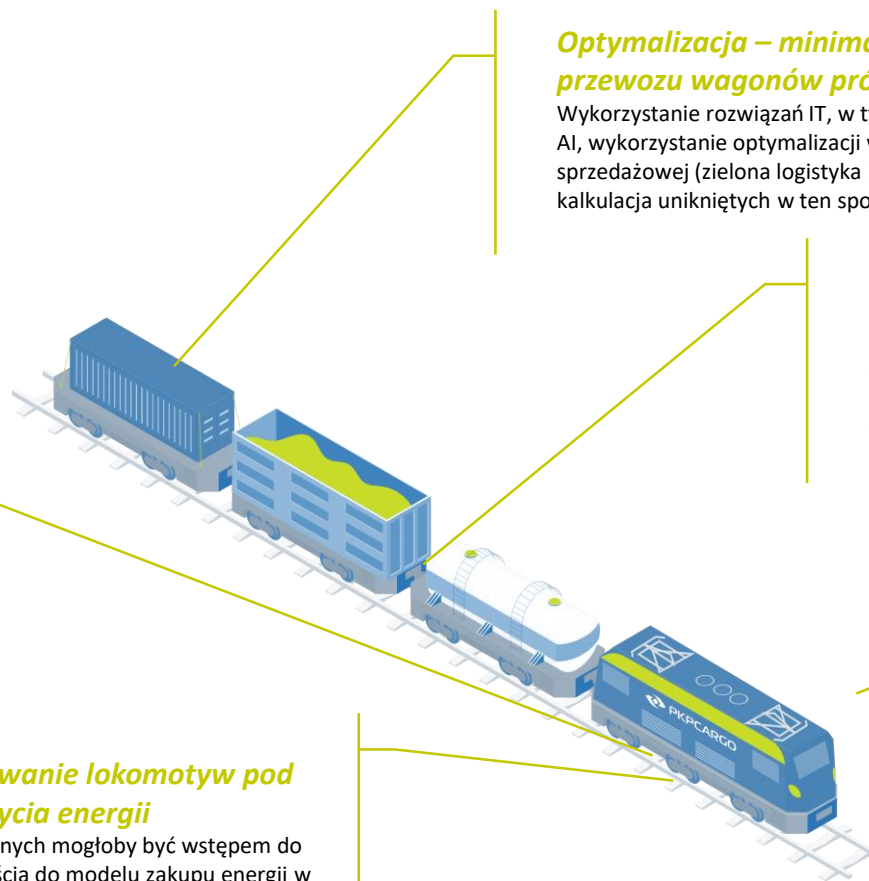 Optymalizacja – minima
przewozu wagonów pró
Wykorzystanie rozwiązań IT, w t
AI, wykorzystanie optymalizacji
sprzedażowej (zielona logistyka
kalkulacja unikniętych w ten spo
PKPCARGO
wanie lokomotyw pod
ycia energii
nych mogłoby być wstępem do
ścią do modelu zakupu energii w